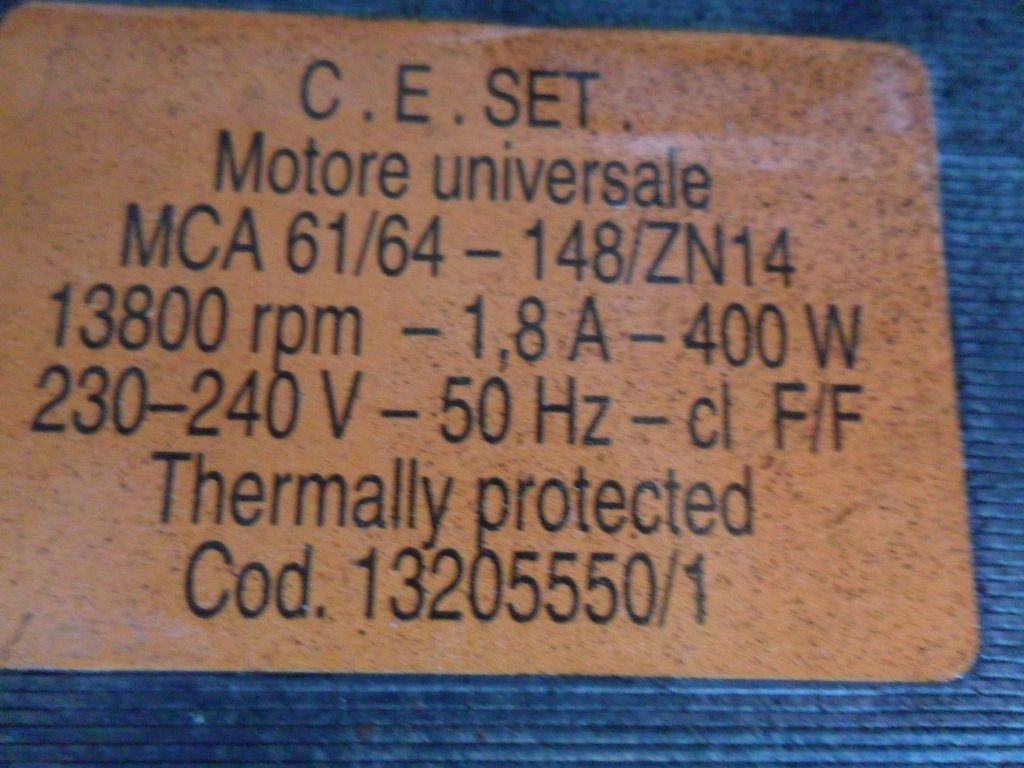 C . E . SET .
Motore universale
MCA 61/64 – 148/ZN14
13800 rpm – 1,8 A – 400 W
230–240 V – 50 Hz – cl F/F
Thermally protected
Cod. 13205550/1